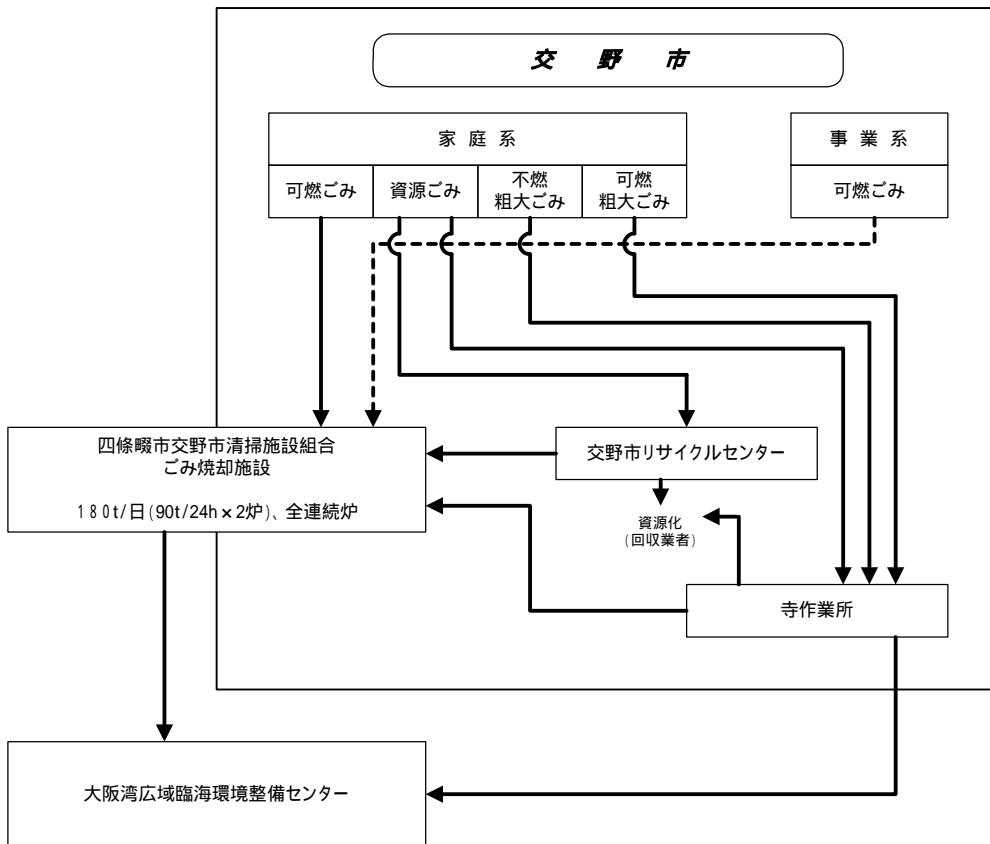 交 野 市
家 庭 系
事 業 系
可燃ごみ
資源ごみ
不燃
粗大ごみ
可燃
粗大ごみ
可燃ごみ
四條畷市交野市清掃施設組合
ごみ焼却施設
180t/日(90t/24h×2炉)、全連続炉
交野市リサイクルセンター
資源化
(回収業者)
寺作業所
大阪湾広域臨海環境整備センター